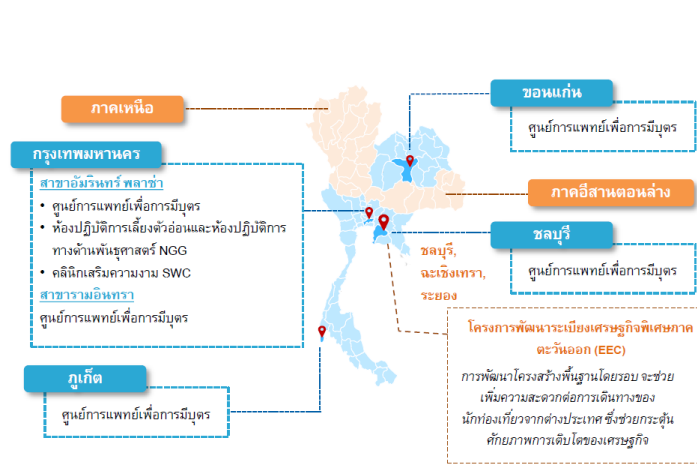 ภาคเหนือ
ขอนแก่น
ศูนย์การแพทย์เพื่อการมีบุตร
กรุงเทพมหานคร
สาขาอัมรินทร์ พลาซ่า
• ศูนย์การแพทย์เพื่อการมีบุตร
• ห้องปฏิบัติการเลี้ยงตัวอ่อนและห้องปฏิบัติการ
ทางด้านพันธุศาสตร์ NGG
• คลินิกเสริมความงาม SWC
สาขารามอินทรา
ศูนย์การแพทย์เพื่อการมีบุตร
ภาคอีสานตอนล่าง
ชลบุรี
ศูนย์การแพทย์เพื่อการมีบุตร
ชลบุรี,
ฉะเชิงเทรา,
ระยอง
โครงการพัฒนาระเบียงเศรษฐกิจพิเศษภาค
ตะวันออก (EEC)
การพัฒนาโครงสร้างพื้นฐานโดยรอบ จะช่วย
เพิ่มความสะดวกต่อการเดินทางของ
นักท่องเที่ยวจากต่างประเทศ ซึ่งช่วยกระตุ้น
ศักยภาพการเติบโตของเศรษฐกิจ
ภูเก็ต
ศูนย์การแพทย์เพื่อการมีบุตร